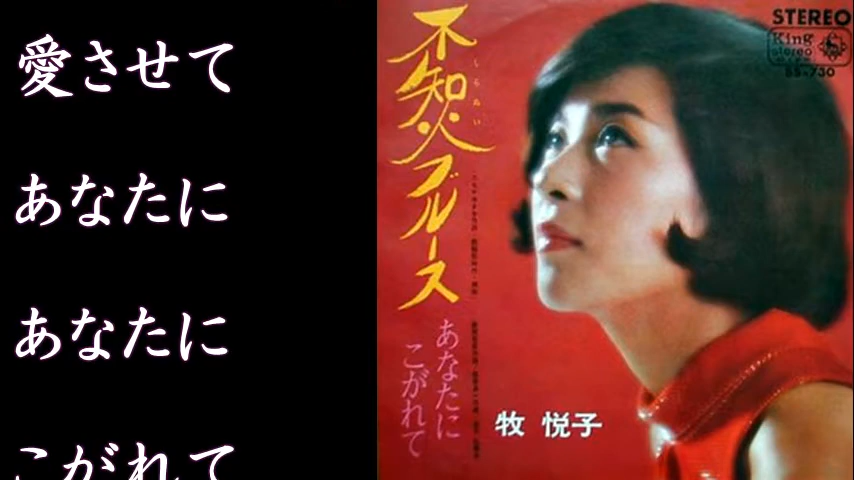 愛させて
あなたに
あなたに
こがれて
STEREO
King
stereo
BS-730
不知火ブルース
しらぬい
あなたに
こがれて
牧 悦子